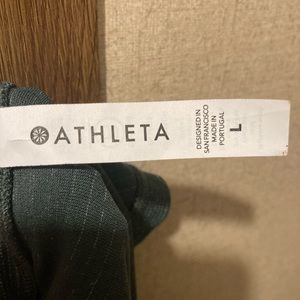 ATHLETA
DESIGNED IN
SAN FRANCISCO
MADE IN
PORTUGAL
L